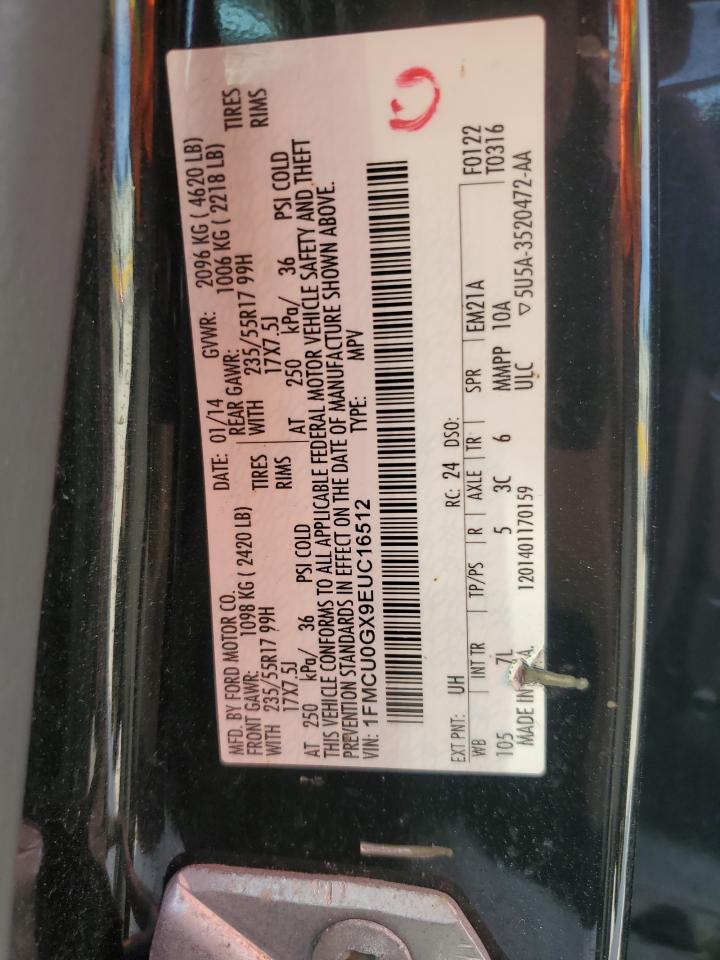 MFD. BY FORD MOTOR CO. DATE: 01/14 GVWR: 2096 KG ( 4620 LB)
FRONT GAWR: 1098 KG ( 2420 LB) REAR GAWR: 1006 KG ( 2218 LB)
WITH 235/55R17 99H TIRES WITH 235/55R17 99H TIRES
17X7.5J RIMS 17X7.5J RIMS
AT 250 kPa/ 36 PSI COLD AT 250 kPa/ 36 PSI COLD
THIS VEHICLE CONFORMS TO ALL APPLICABLE FEDERAL MOTOR VEHICLE SAFETY AND THEFT
PREVENTION STANDARDS IN EFFECT ON THE DATE OF MANUFACTURE SHOWN ABOVE.
VIN: 1FMCU0GX9EUC16512 TYPE: MPV
EXT PNT: UH RC: 24 DSO: F0122
WB INT TR TP/PS R AXLE TR SPR EM21A T0316
105 7L 5 3C 6 MMPP 10A
MADE IN 1201401170159 ULC 5U5A-3520472-AA